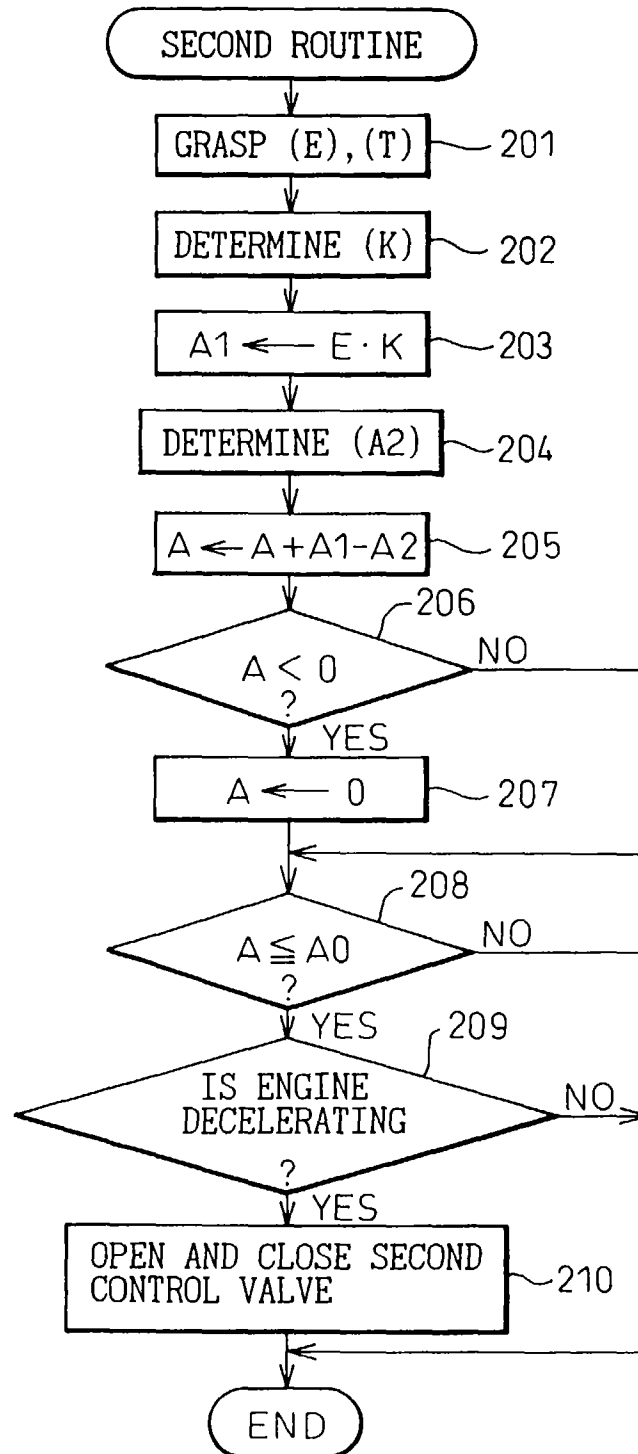 SECOND ROUTINE
GRASP (E),(T)
201
DETERMINE (K)
202
A1 ← E·K
203
DETERMINE (A2)
204
A ← A+A1-A2
205
206
A < 0
?
NO
YES
A ← 0
207
208
A ≦ A0
?
NO
YES
209
IS ENGINE
DECELERATING
?
NO
YES
OPEN AND CLOSE SECOND
CONTROL VALVE
210
END